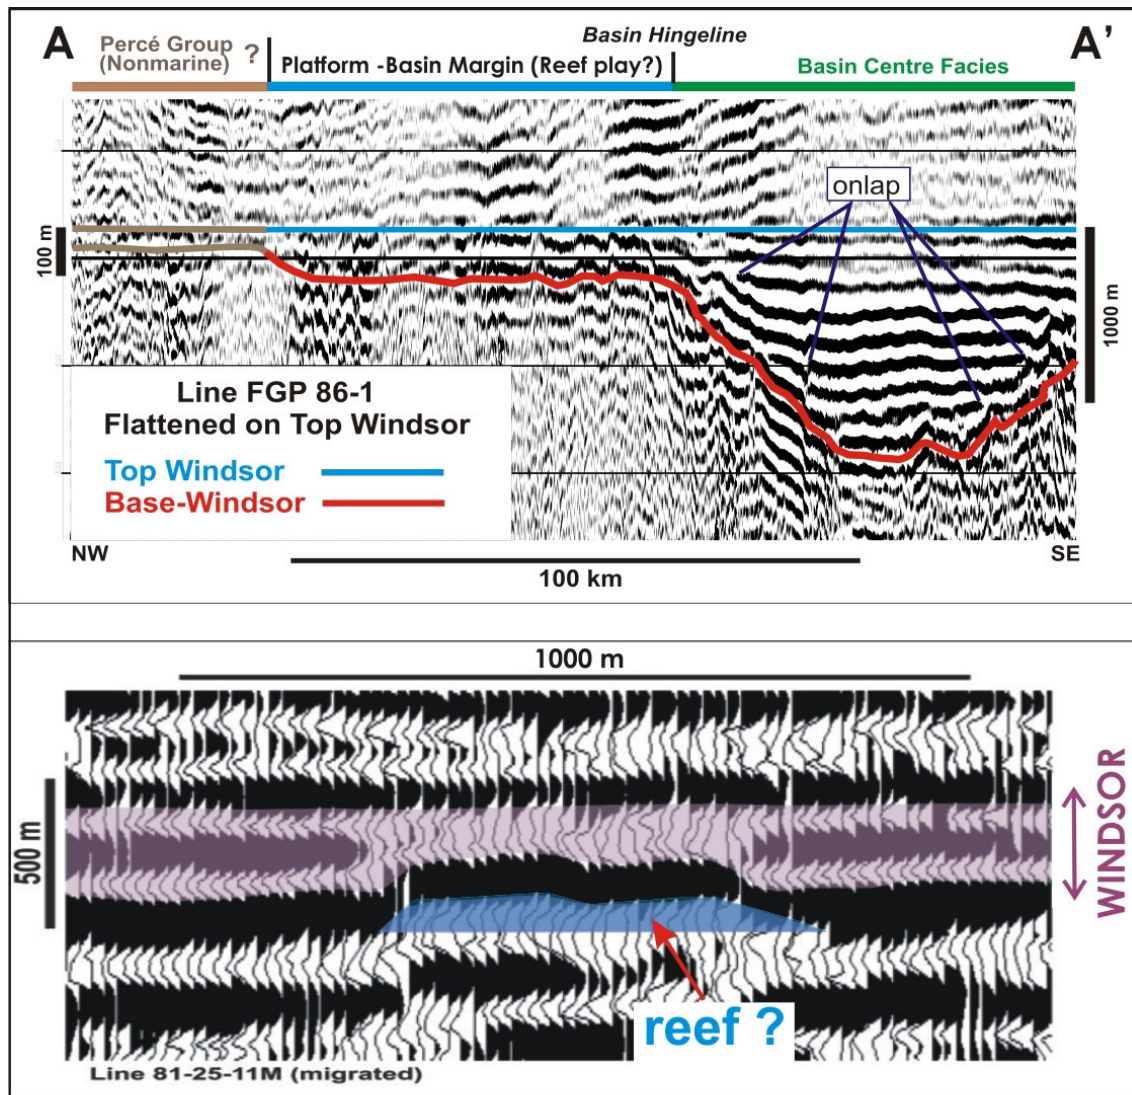 A
Percé Group
(Nonmarine)
?
Basin Hingeline
Platform -Basin Margin (Reef play?)
A’
Basin Centre Facies
onlap
100 m
1000 m
Line FGP 86-1
Flattened on Top Windsor
Top Windsor
Base-Windsor
NW
SE
100 km
1000 m
500 m
WINDSOR
reef ?
Line 81-25-11M (migrated)